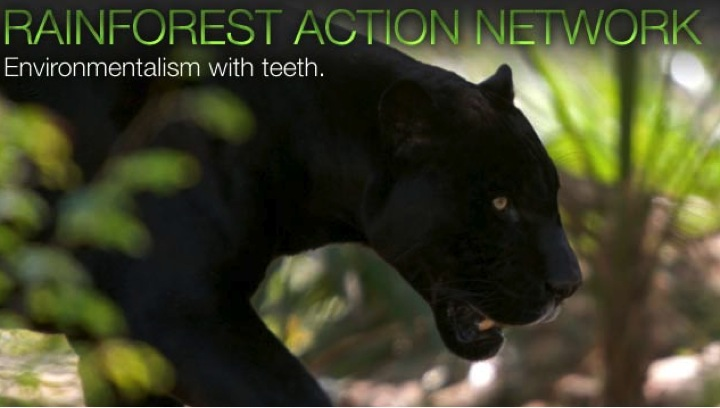 RAINFOREST ACTION NETWORK
Environmentalism with teeth.